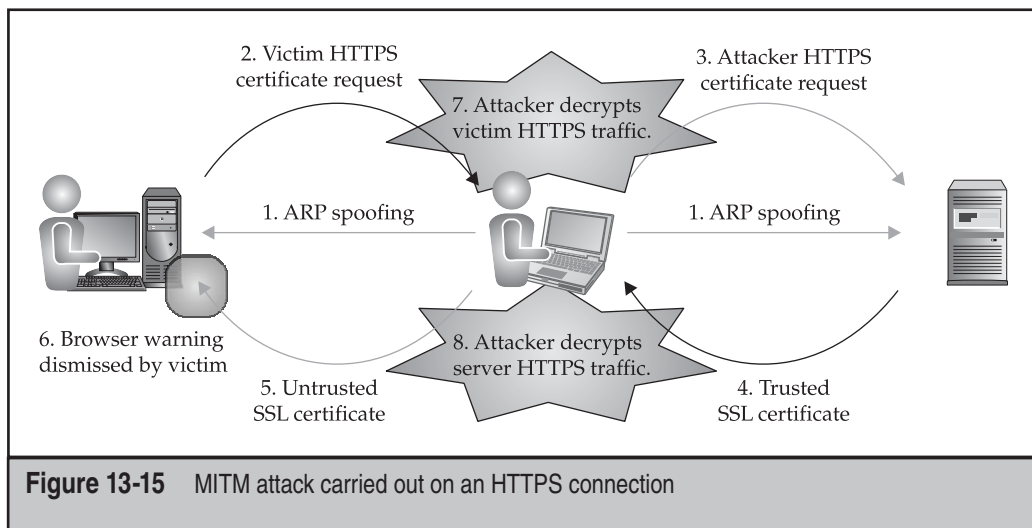 2. Victim HTTPS
certificate request
3. Attacker HTTPS
certificate request
7. Attacker decrypts
victim HTTPS traffic.
1. ARP spoofing
1. ARP spoofing
6. Browser warning
dismissed by victim
8. Attacker decrypts
server HTTPS traffic.
5. Untrusted
SSL certificate
4. Trusted
SSL certificate
Figure 13-15 MITM attack carried out on an HTTPS connection